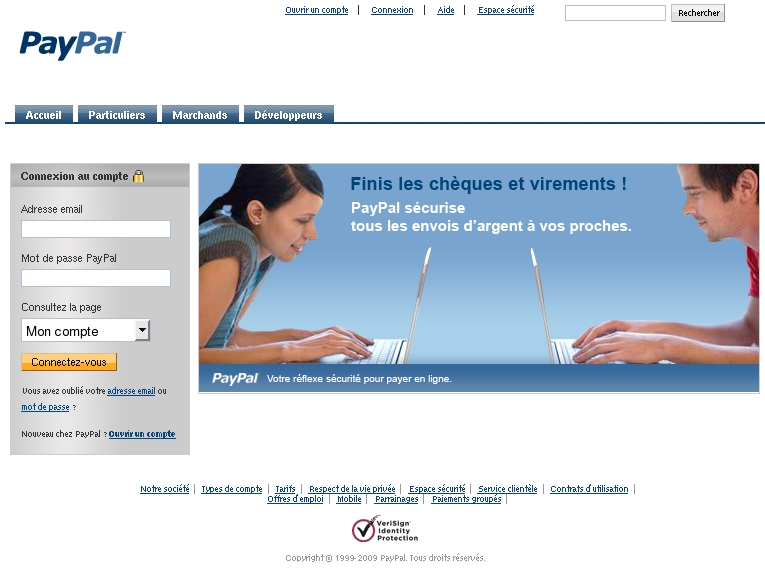 Ouvrir un compte | Connexion | Aide | Espace sécurité
Rechercher
PayPal
Accueil
Particuliers
Marchands
Développeurs
Connexion au compte
Adresse email
Mot de passe PayPal
Consultez la page
Mon compte
Connectez-vous
Vous avez oublié votre adresse email ou
mot de passe ?
Nouveau chez PayPal ? Ouvrir un compte
Finis les chèques et virements !
PayPal sécurise
tous les envois d'argent à vos proches.
PayPal Votre réflexe sécurité pour payer en ligne.
Notre société | Types de compte | Tarifs | Respect de la vie privée | Espace sécurité | Service clientèle | Contrats d'utilisation |
Offres d'emploi | Mobile | Parrainages | Paiements groupés |
VeriSign
Identity
Protection
Copyright © 1999-2009 PayPal. Tous droits réservés.